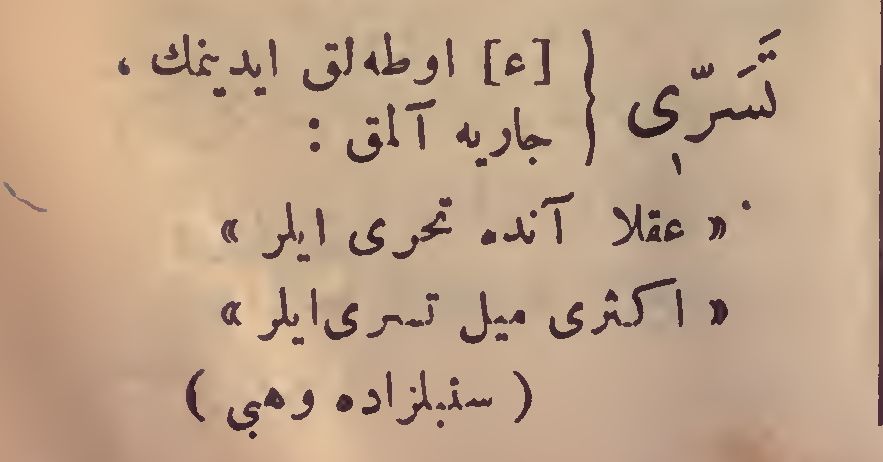 تَسَرِّی { [ء] اوطه‌لق ایدینمك ،
جاریه آلمق :
« عقلا آنده تحری ایلر »
« اکثری میل تسری ایلر »
( سنبلزاده وهبی )